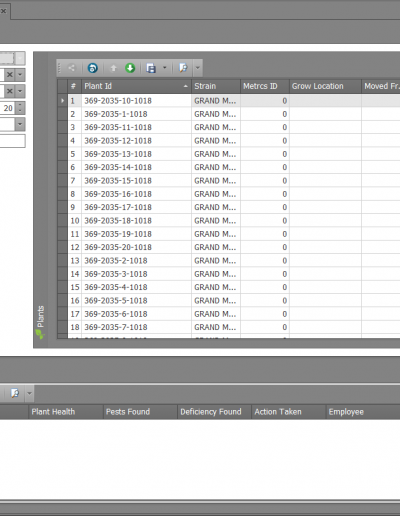 # Plant Id Strain Metrcs ID Grow Location Moved Fr...
1 369-2035-10-1018 GRAND M... 0
2 369-2035-1-1018 GRAND M... 0
3 369-2035-11-1018 GRAND M... 0
4 369-2035-12-1018 GRAND M... 0
20 5 369-2035-13-1018 GRAND M... 0
6 369-2035-14-1018 GRAND M... 0
7 369-2035-15-1018 GRAND M... 0
8 369-2035-16-1018 GRAND M... 0
9 369-2035-17-1018 GRAND M... 0
10 369-2035-18-1018 GRAND M... 0
11 369-2035-19-1018 GRAND M... 0
12 369-2035-20-1018 GRAND M... 0
13 369-2035-2-1018 GRAND M... 0
14 369-2035-3-1018 GRAND M... 0
15 369-2035-4-1018 GRAND M... 0
16 369-2035-5-1018 GRAND M... 0
17 369-2035-6-1018 GRAND M... 0
18 369-2035-7-1018 GRAND M... 0
Plants
Plant Health Pests Found Deficiency Found Action Taken Employee